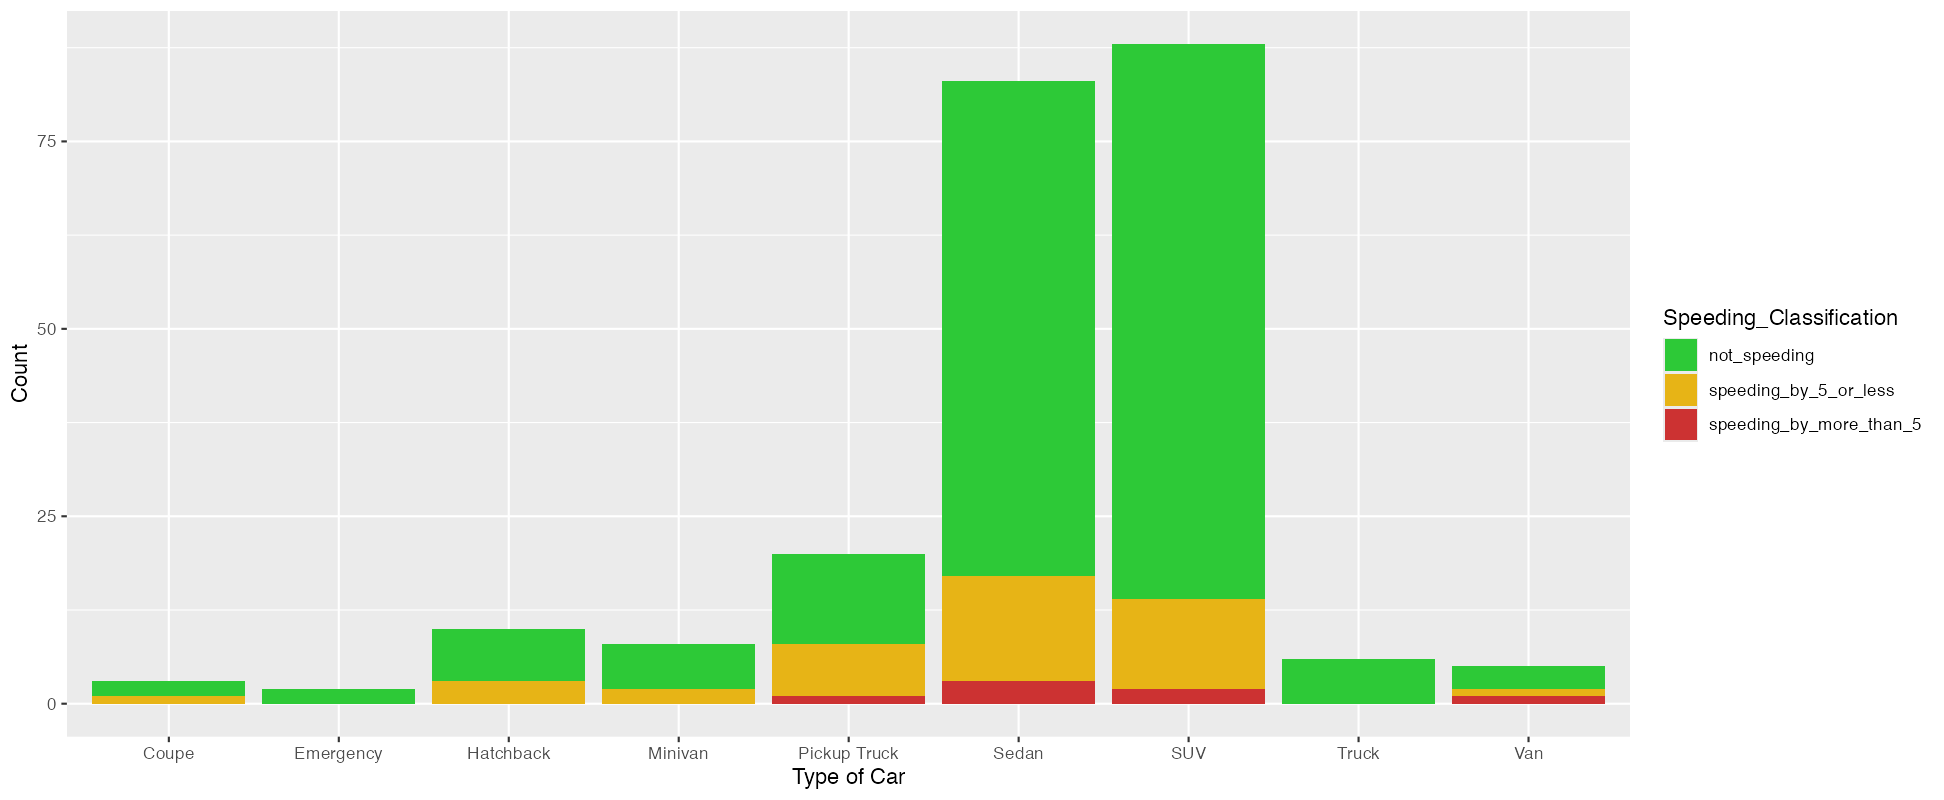 75
50
25
0
Count
Coupe
Emergency
Hatchback
Minivan
Pickup Truck
Sedan
SUV
Truck
Van
Type of Car
Speeding_Classification
not_speeding
speeding_by_5_or_less
speeding_by_more_than_5